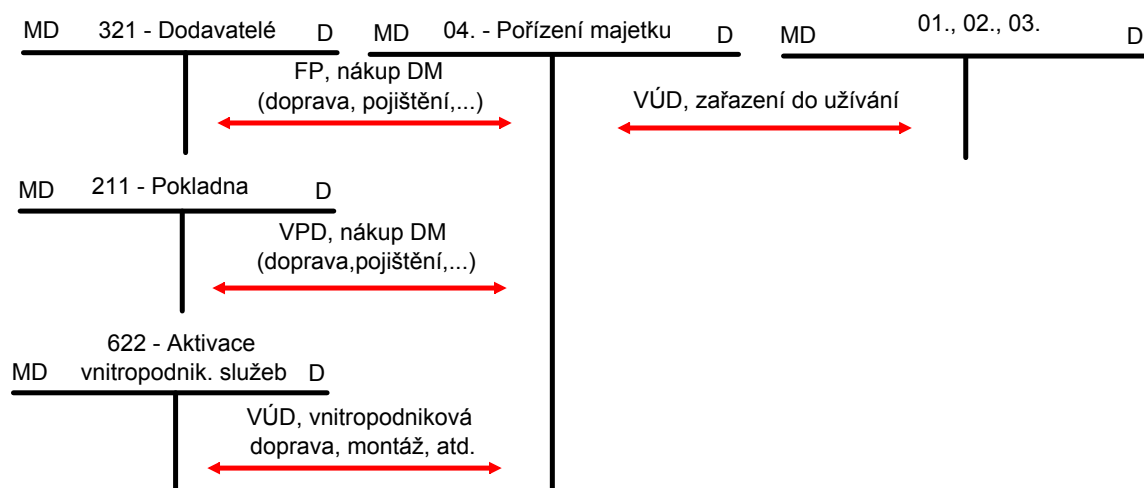 MD 321 - Dodavatelé D
MD 04. - Pořízení majetku D
MD 01., 02., 03. D
FP, nákup DM
(doprava, pojištění,...)
VÚD, zařazení do užívání
MD 211 - Pokladna D
VPD, nákup DM
(doprava,pojištění,...)
622 - Aktivace
MD vnitropodnik. služeb D
VÚD, vnitropodniková
doprava, montáž, atd.